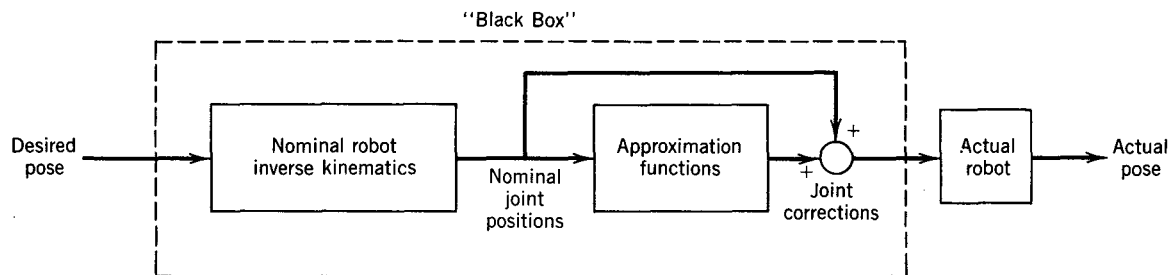 "Black Box"
Desired
pose
Nominal robot
inverse kinematics
Nominal
joint
positions
Approximation
functions
+
+
Joint
corrections
Actual
robot
Actual
pose